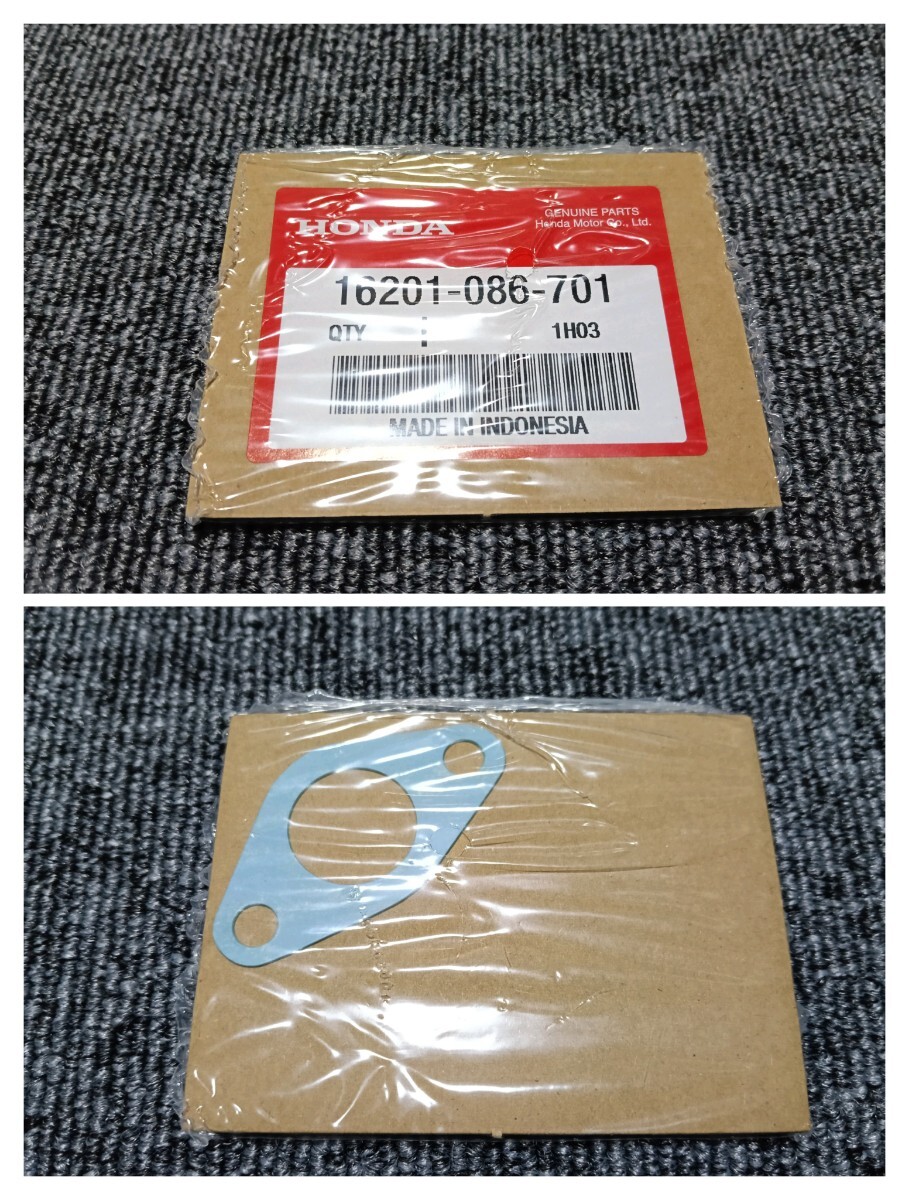 HONDA
GENUINE PARTS
Honda Motor Co., Ltd.
16201-086-701
QTY : 1H03
MADE IN INDONESIA